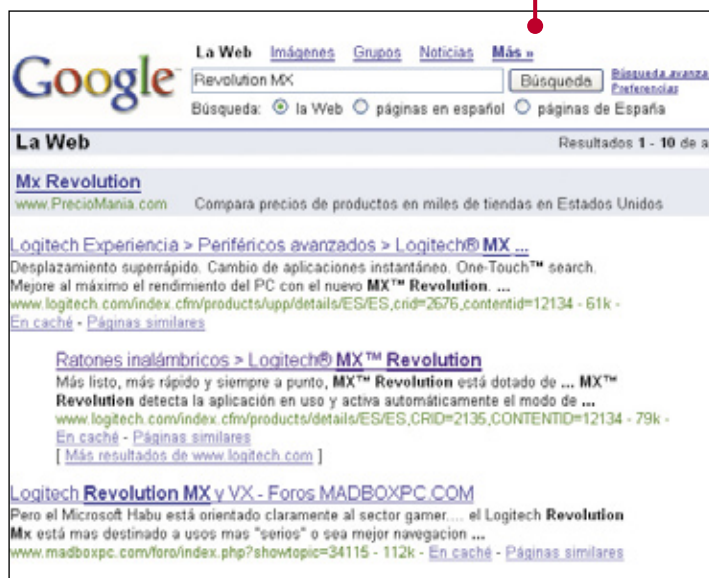 La Web Imágenes Grupos Noticias Más »
Google
Revolution MX Búsqueda Búsqueda avanza
Preferencias
Búsqueda: la Web páginas en español páginas de España
La Web Resultados 1 - 10 de a
Mx Revolution
www.PrecioMania.com Compara precios de productos en miles de tiendas en Estados Unidos
Logitech Experiencia > Periféricos avanzados > Logitech® MX ...
Desplazamiento superrápido. Cambio de aplicaciones instantáneo. One-Touch™ search.
Mejore al máximo el rendimiento del PC con el nuevo MX™ Revolution. ...
www.logitech.com/index.cfm/products/upp/details/ES/ES,crid=2676,contentid=12134 - 61k -
En caché - Páginas similares
Ratones inalámbricos > Logitech® MX™ Revolution
Más listo, más rápido y siempre a punto, MX™ Revolution está dotado de ... MX™
Revolution detecta la aplicación en uso y activa automáticamente el modo de ...
www.logitech.com/index.cfm/products/details/ES/ES,CRID=2135,CONTENTID=12134 - 79k -
En caché - Páginas similares
[ Más resultados de www.logitech.com ]
Logitech Revolution MX y VX - Foros MADBOXPC.COM
Pero el Microsoft Habu está orientado claramente al sector gamer.... el Logitech Revolution
Mx está mas destinado a usos mas "serios" o sea mejor navegacion ...
www.madboxpc.com/foro/index.php?showtopic=34115 - 112k - En caché - Páginas similares